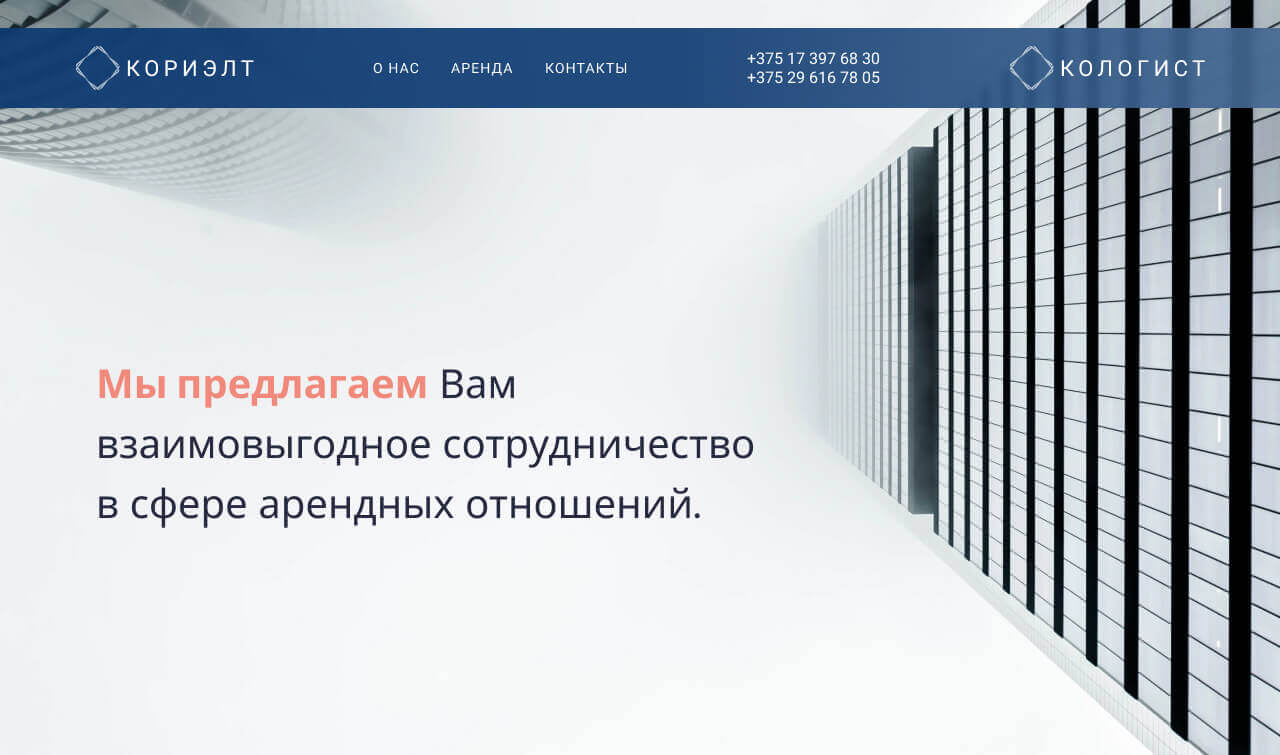 КОРИЭЛТ
О НАС АРЕНДА КОНТАКТЫ
+375 17 397 68 30
+375 29 616 78 05
КОЛОГИСТ
Мы предлагаем Вам
взаимовыгодное сотрудничество
в сфере арендных отношений.